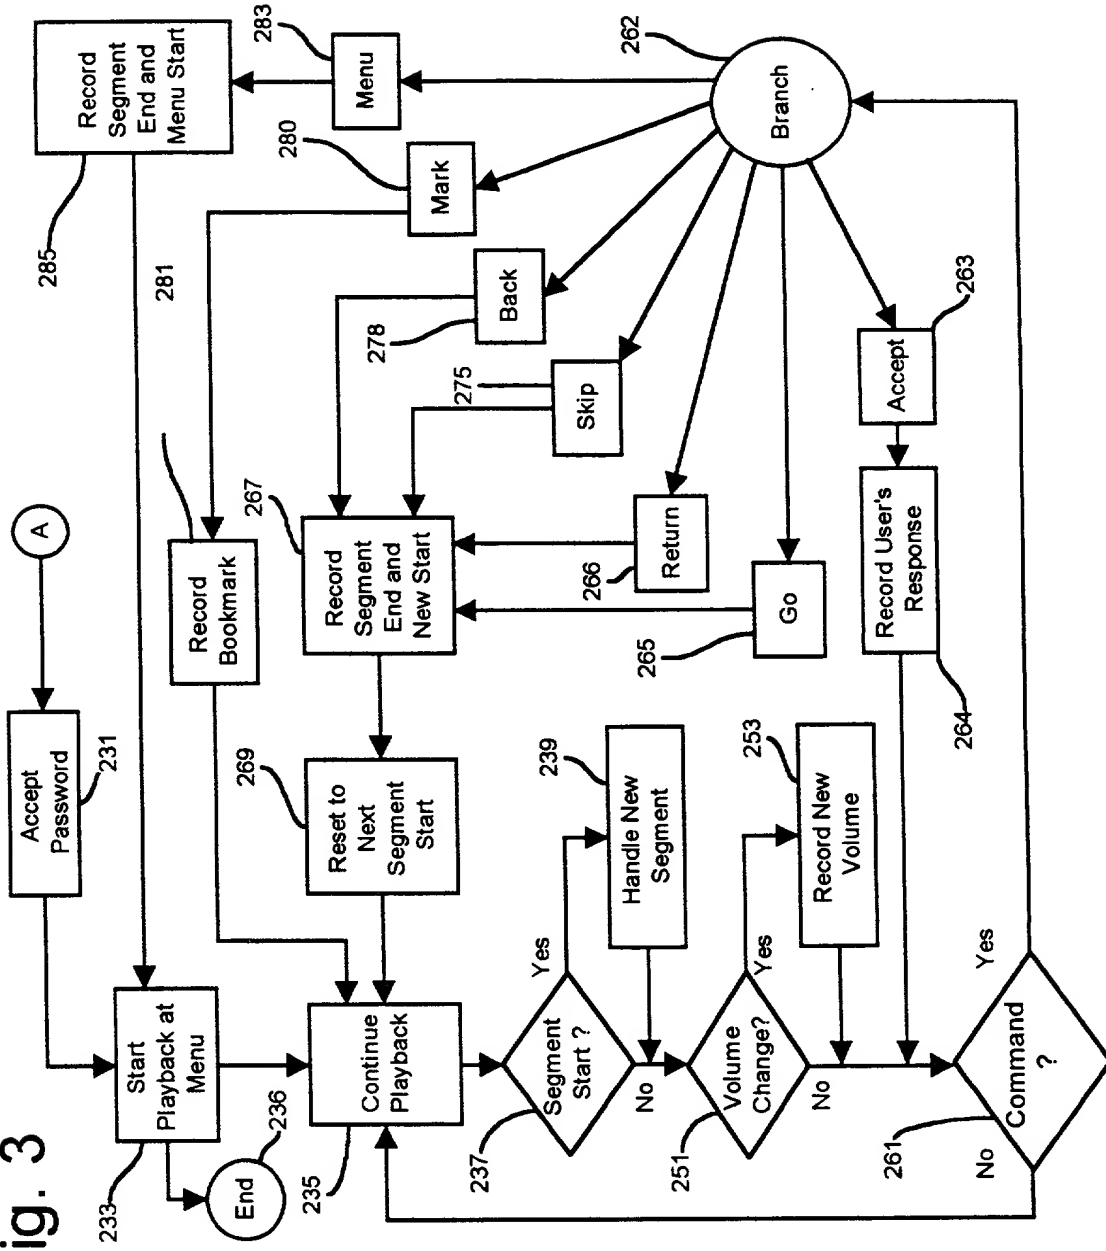 ig. 3
A
Accept
Password
231
Start
Playback at
Menu
233
End
236
Record
Bookmark
281
Record
Segment
End and
Menu Start
285
Menu
283
Mark
280
Back
278
Skip
275
Record
Segment
End and
New Start
267
Reset to
Next
Segment
Start
269
Continue
Playback
235
Return
266
Go
265
Branch
262
Accept
263
Record User's
Response
264
Segment
Start ?
237
Yes
No
Handle New
Segment
239
Volume
Change?
251
Yes
No
Record New
Volume
253
Command
?
261
Yes
No